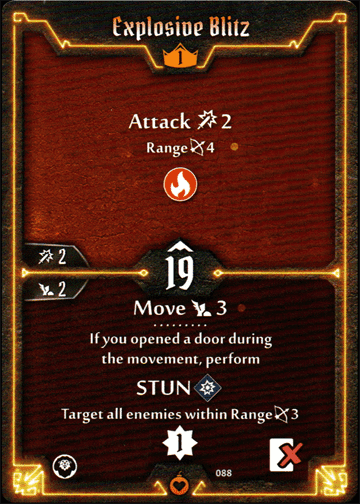 Explosive Blitz
1
Attack 2
Range 4
2
19
2
Move 3
If you opened a door during
the movement, perform
STUN
Target all enemies within Range 3
1
088